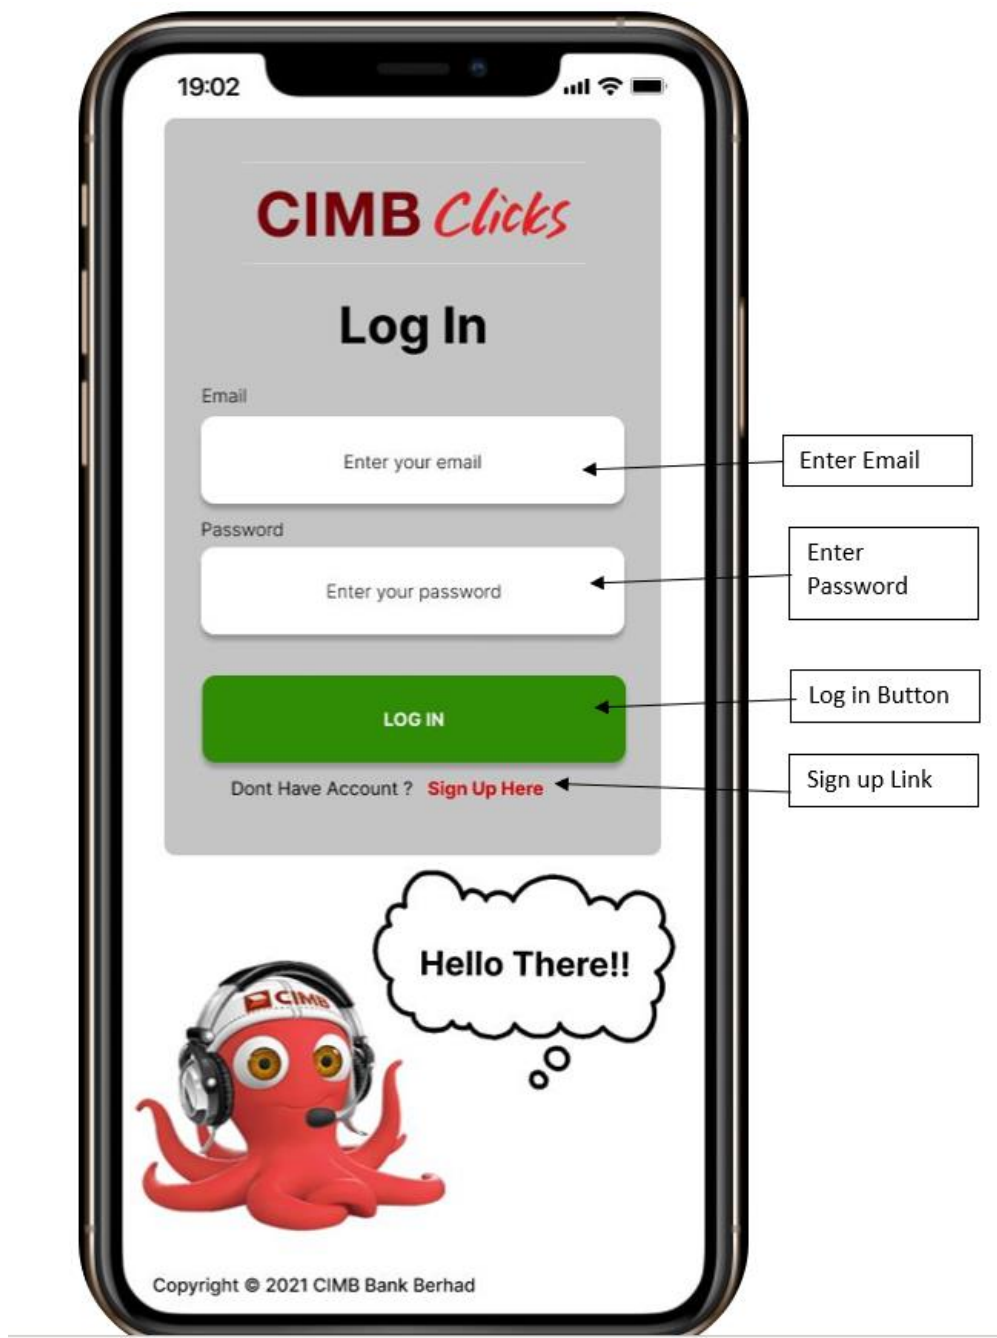 19:02
CIMB Clicks
Log In
Email
Enter your email
Enter Email
Password
Enter your password
Enter
Password
LOG IN
Log in Button
Dont Have Account ? Sign Up Here
Sign up Link
Hello There!!
CIMB
Copyright © 2021 CIMB Bank Berhad